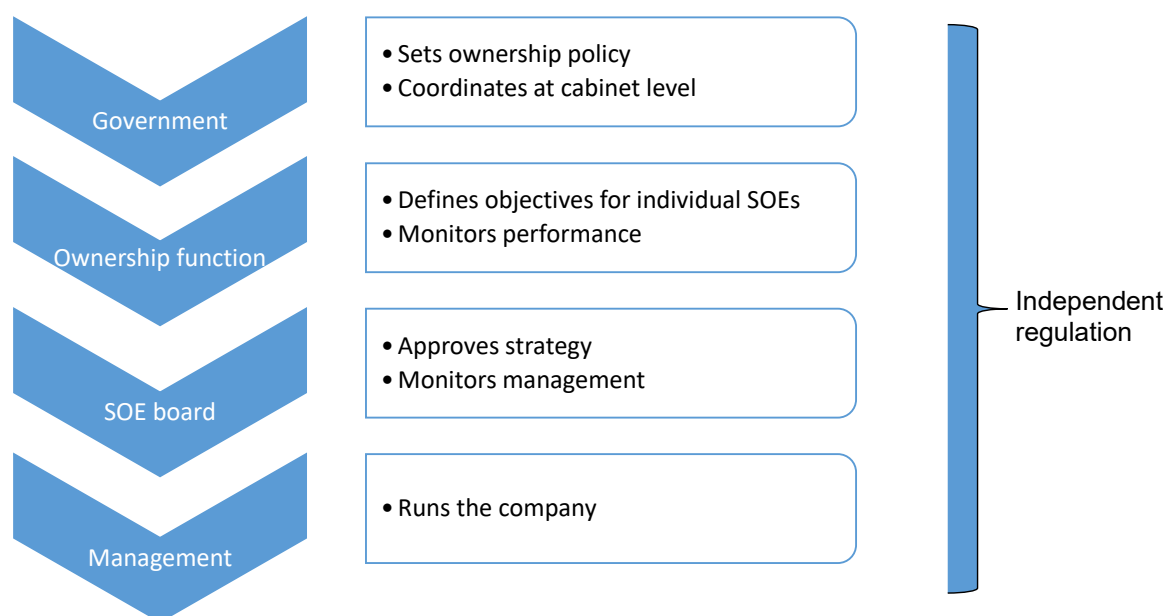 Government
• Sets ownership policy
• Coordinates at cabinet level
Ownership function
• Defines objectives for individual SOEs
• Monitors performance
SOE board
• Approves strategy
• Monitors management
Management
• Runs the company
Independent
regulation